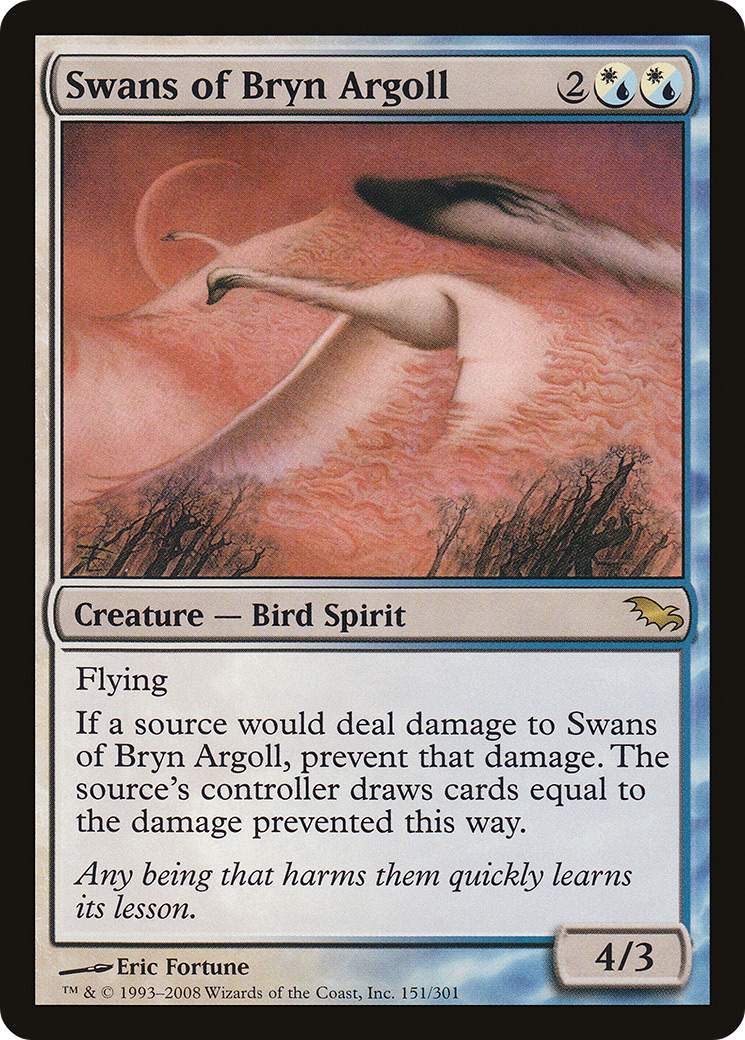 Swans of Bryn Argoll 2
Creature — Bird Spirit
Flying
If a source would deal damage to Swans
of Bryn Argoll, prevent that damage. The
source's controller draws cards equal to
the damage prevented this way.
Any being that harms them quickly learns
its lesson.
4/3
Eric Fortune
™ & © 1993–2008 Wizards of the Coast, Inc. 151/301